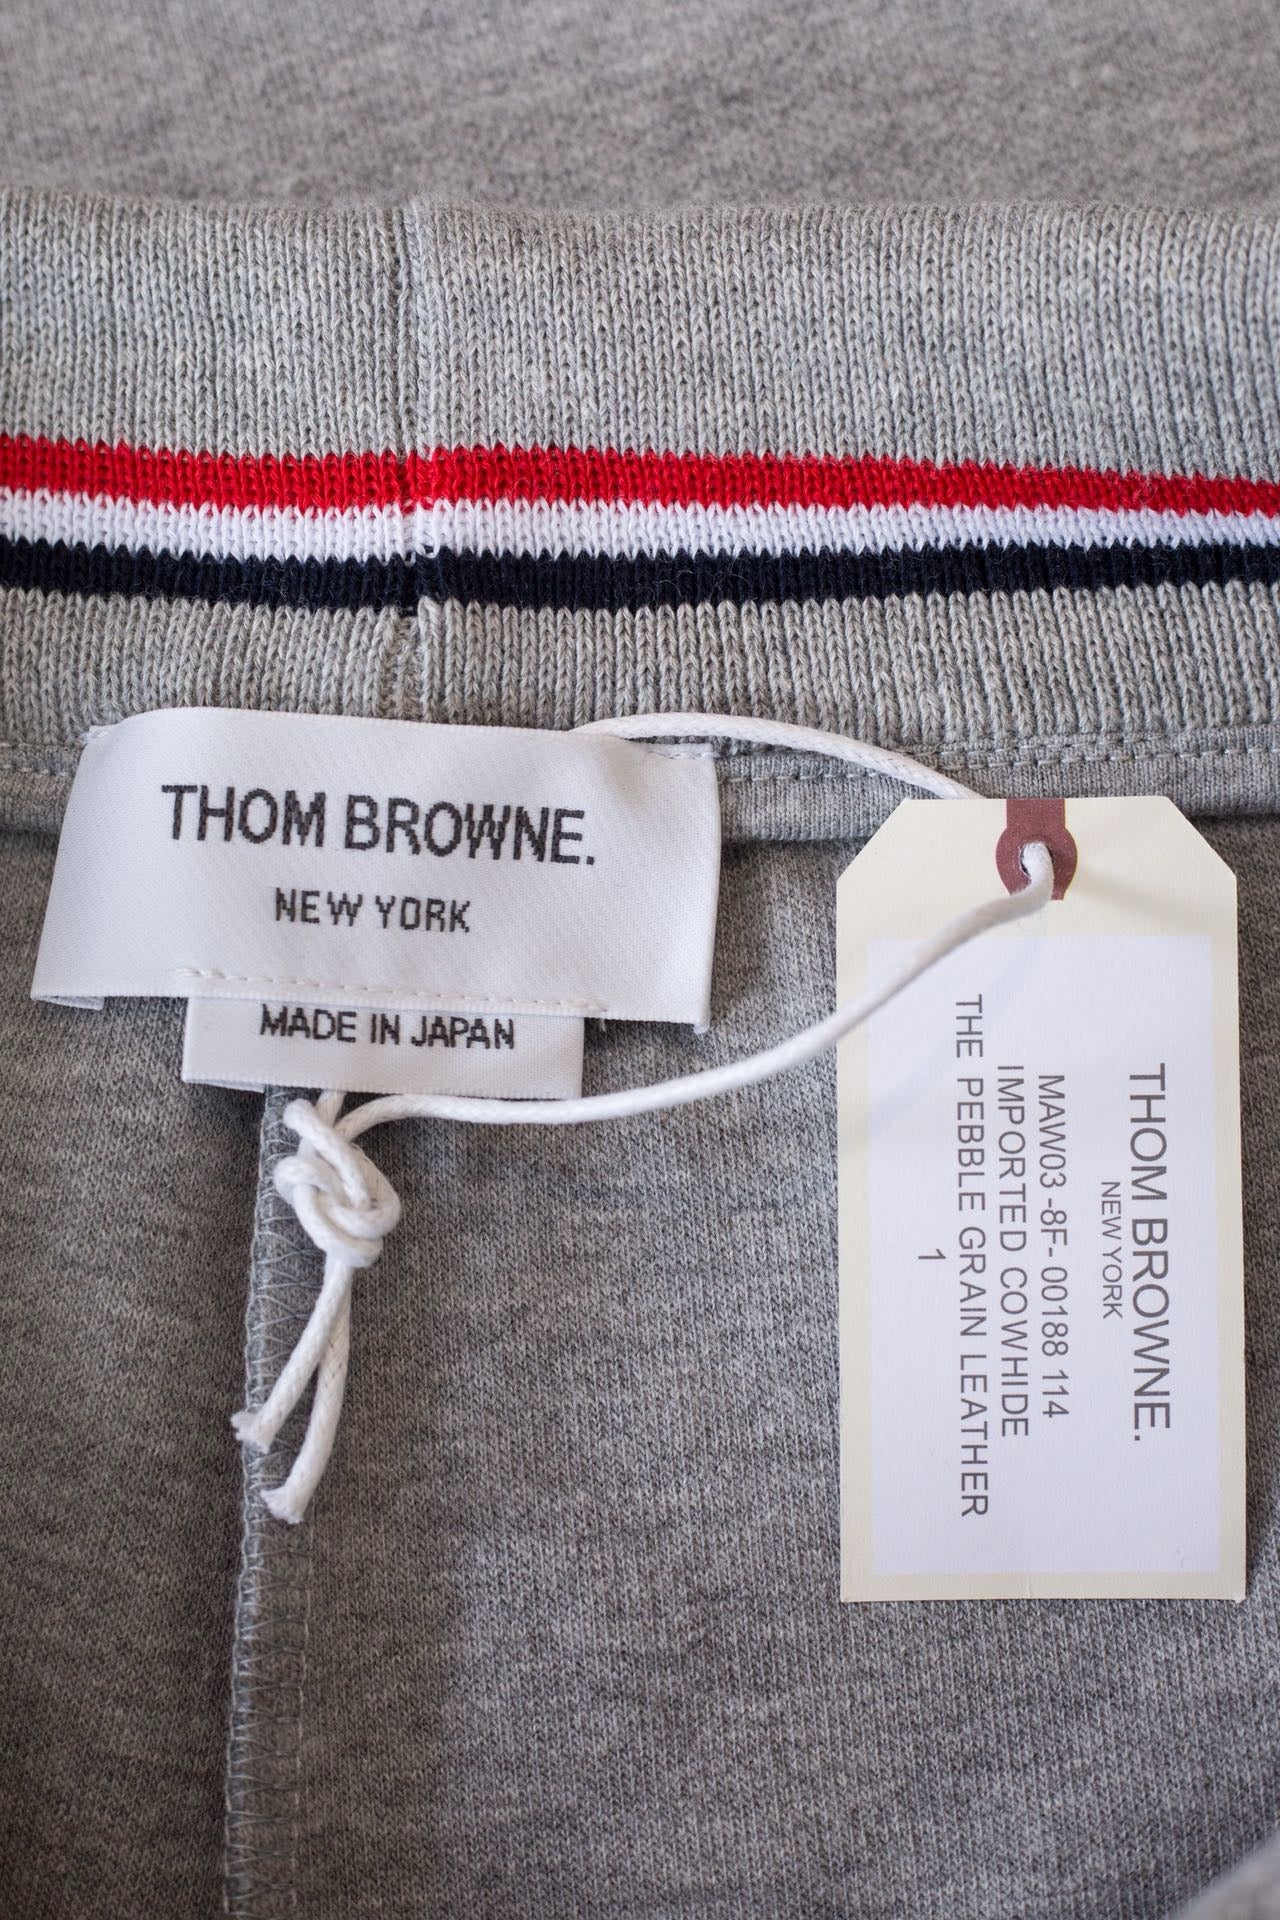 THOM BROWNE.
NEW YORK
MADE IN JAPAN
THOM BROWNE.
NEW YORK
MAW03-8F-00188 114
IMPORTED COWHIDE
THE PEBBLE GRAIN LEATHER
1